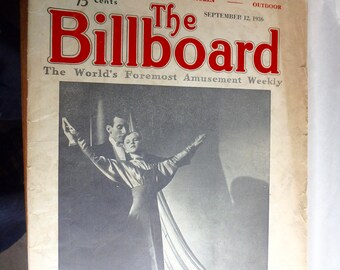 15 Cents
OUTDOOR
SEPTEMBER 12, 1936
The
Billboard
The World's Foremost Amusement Weekly